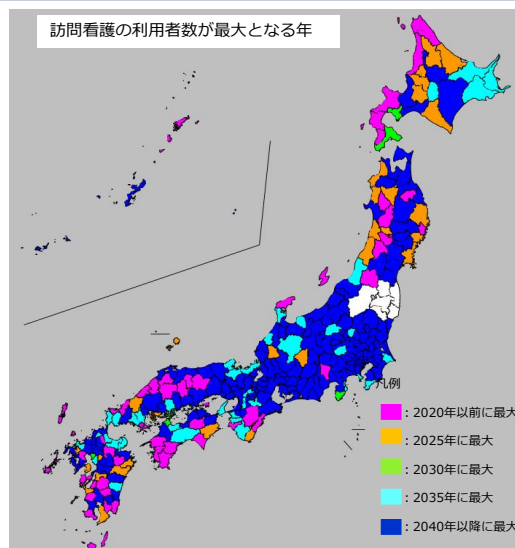 訪問看護の利用者数が最大となる年
凡例
：2020年以前に最大
：2025年に最大
：2030年に最大
：2035年に最大
：2040年以降に最大